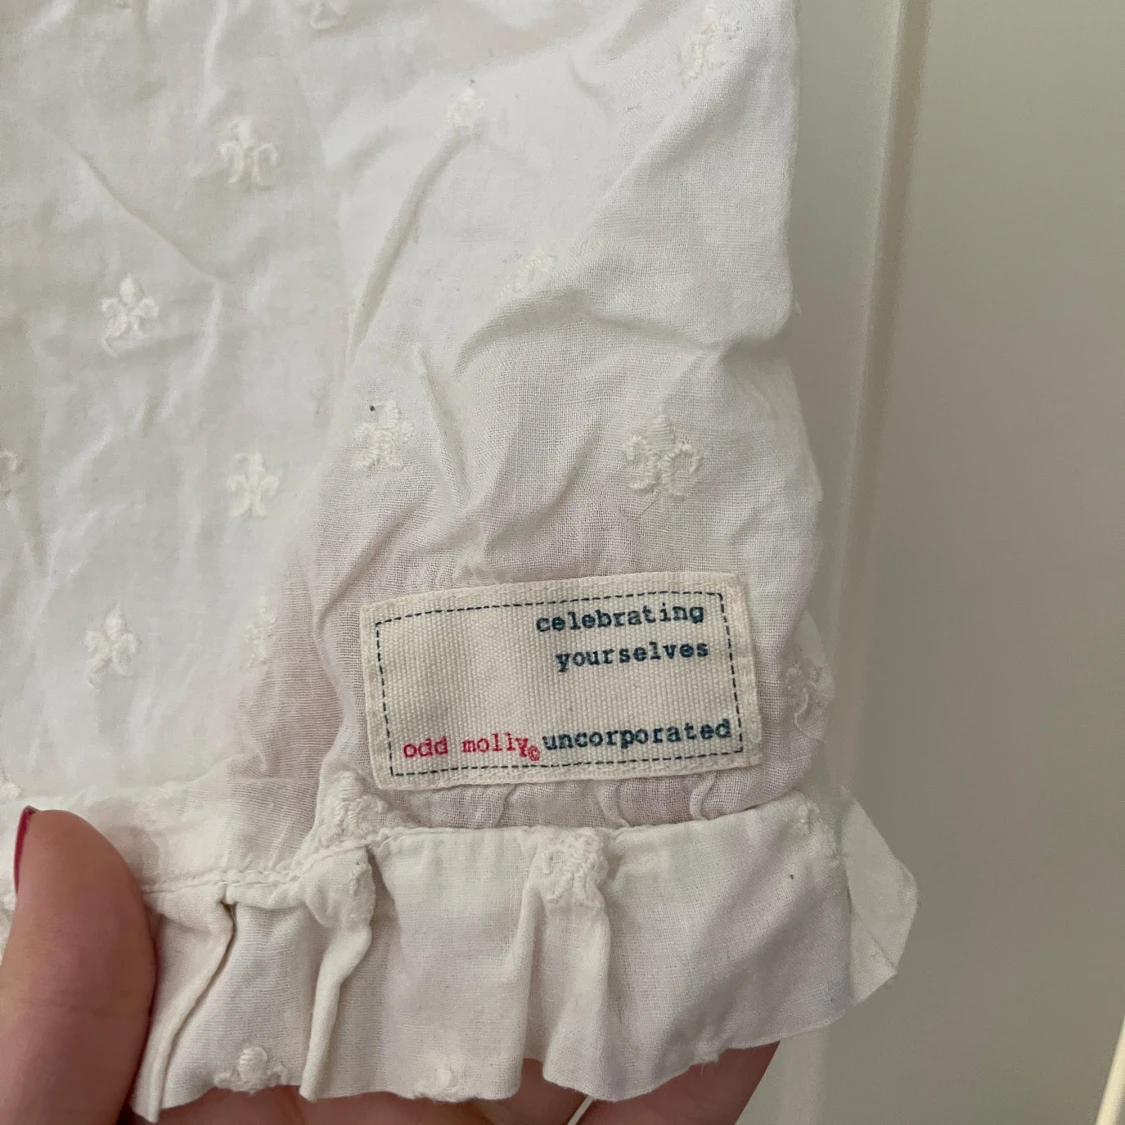 celebrating
yourselves
odd molly© uncorporated